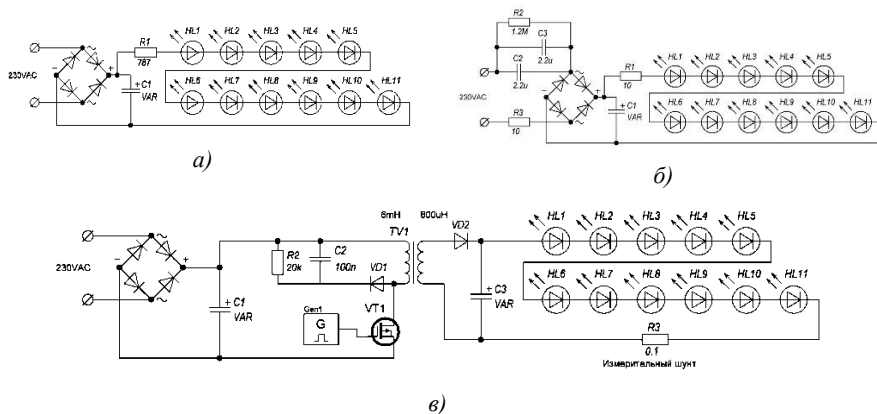 R1
787
HL1 HL2 HL3 HL4 HL5
230VAC
+ C1
VAR
HL6 HL7 HL8 HL9 HL10 HL11
а)
R2
1.2M
C3
2.2u
C2
2.2u
230VAC
R3
10
R1
10
HL1 HL2 HL3 HL4 HL5
+ C1
VAR
HL6 HL7 HL8 HL9 HL10 HL11
б)
230VAC
+ C1
VAR
R2
20k
C2
100n
VD1
6mH 800uH
TV1
VD2
Gen1
G
VT1
+ C3
VAR
HL1 HL2 HL3 HL4 HL5
HL6 HL7 HL8 HL9 HL10 HL11
R3
0.1
Измерительный шунт
в)